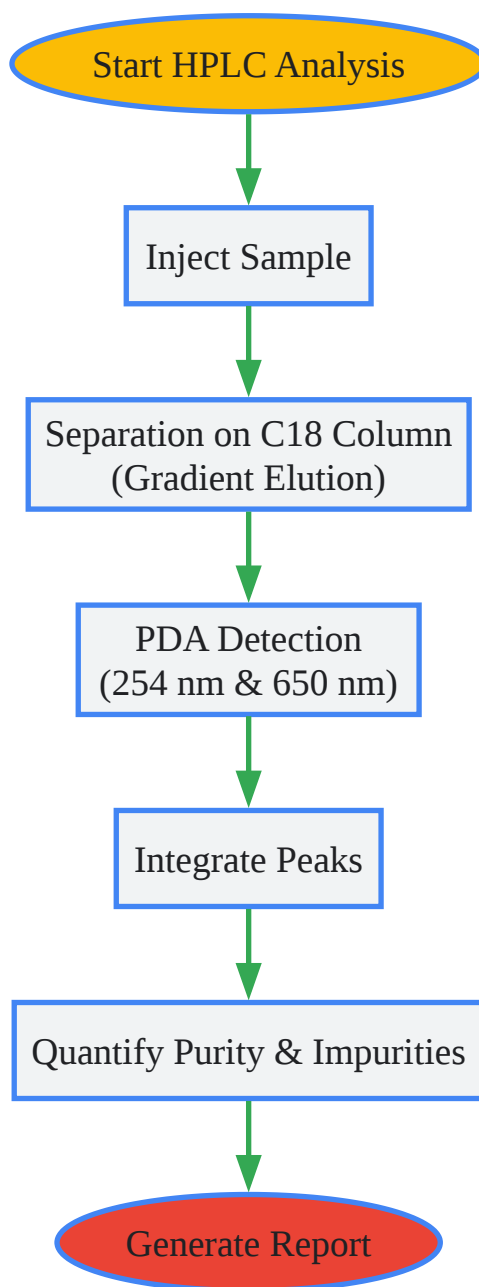 Start HPLC Analysis
Inject Sample
Separation on C18 Column
(Gradient Elution)
PDA Detection
(254 nm & 650 nm)
Integrate Peaks
Quantify Purity & Impurities
Generate Report